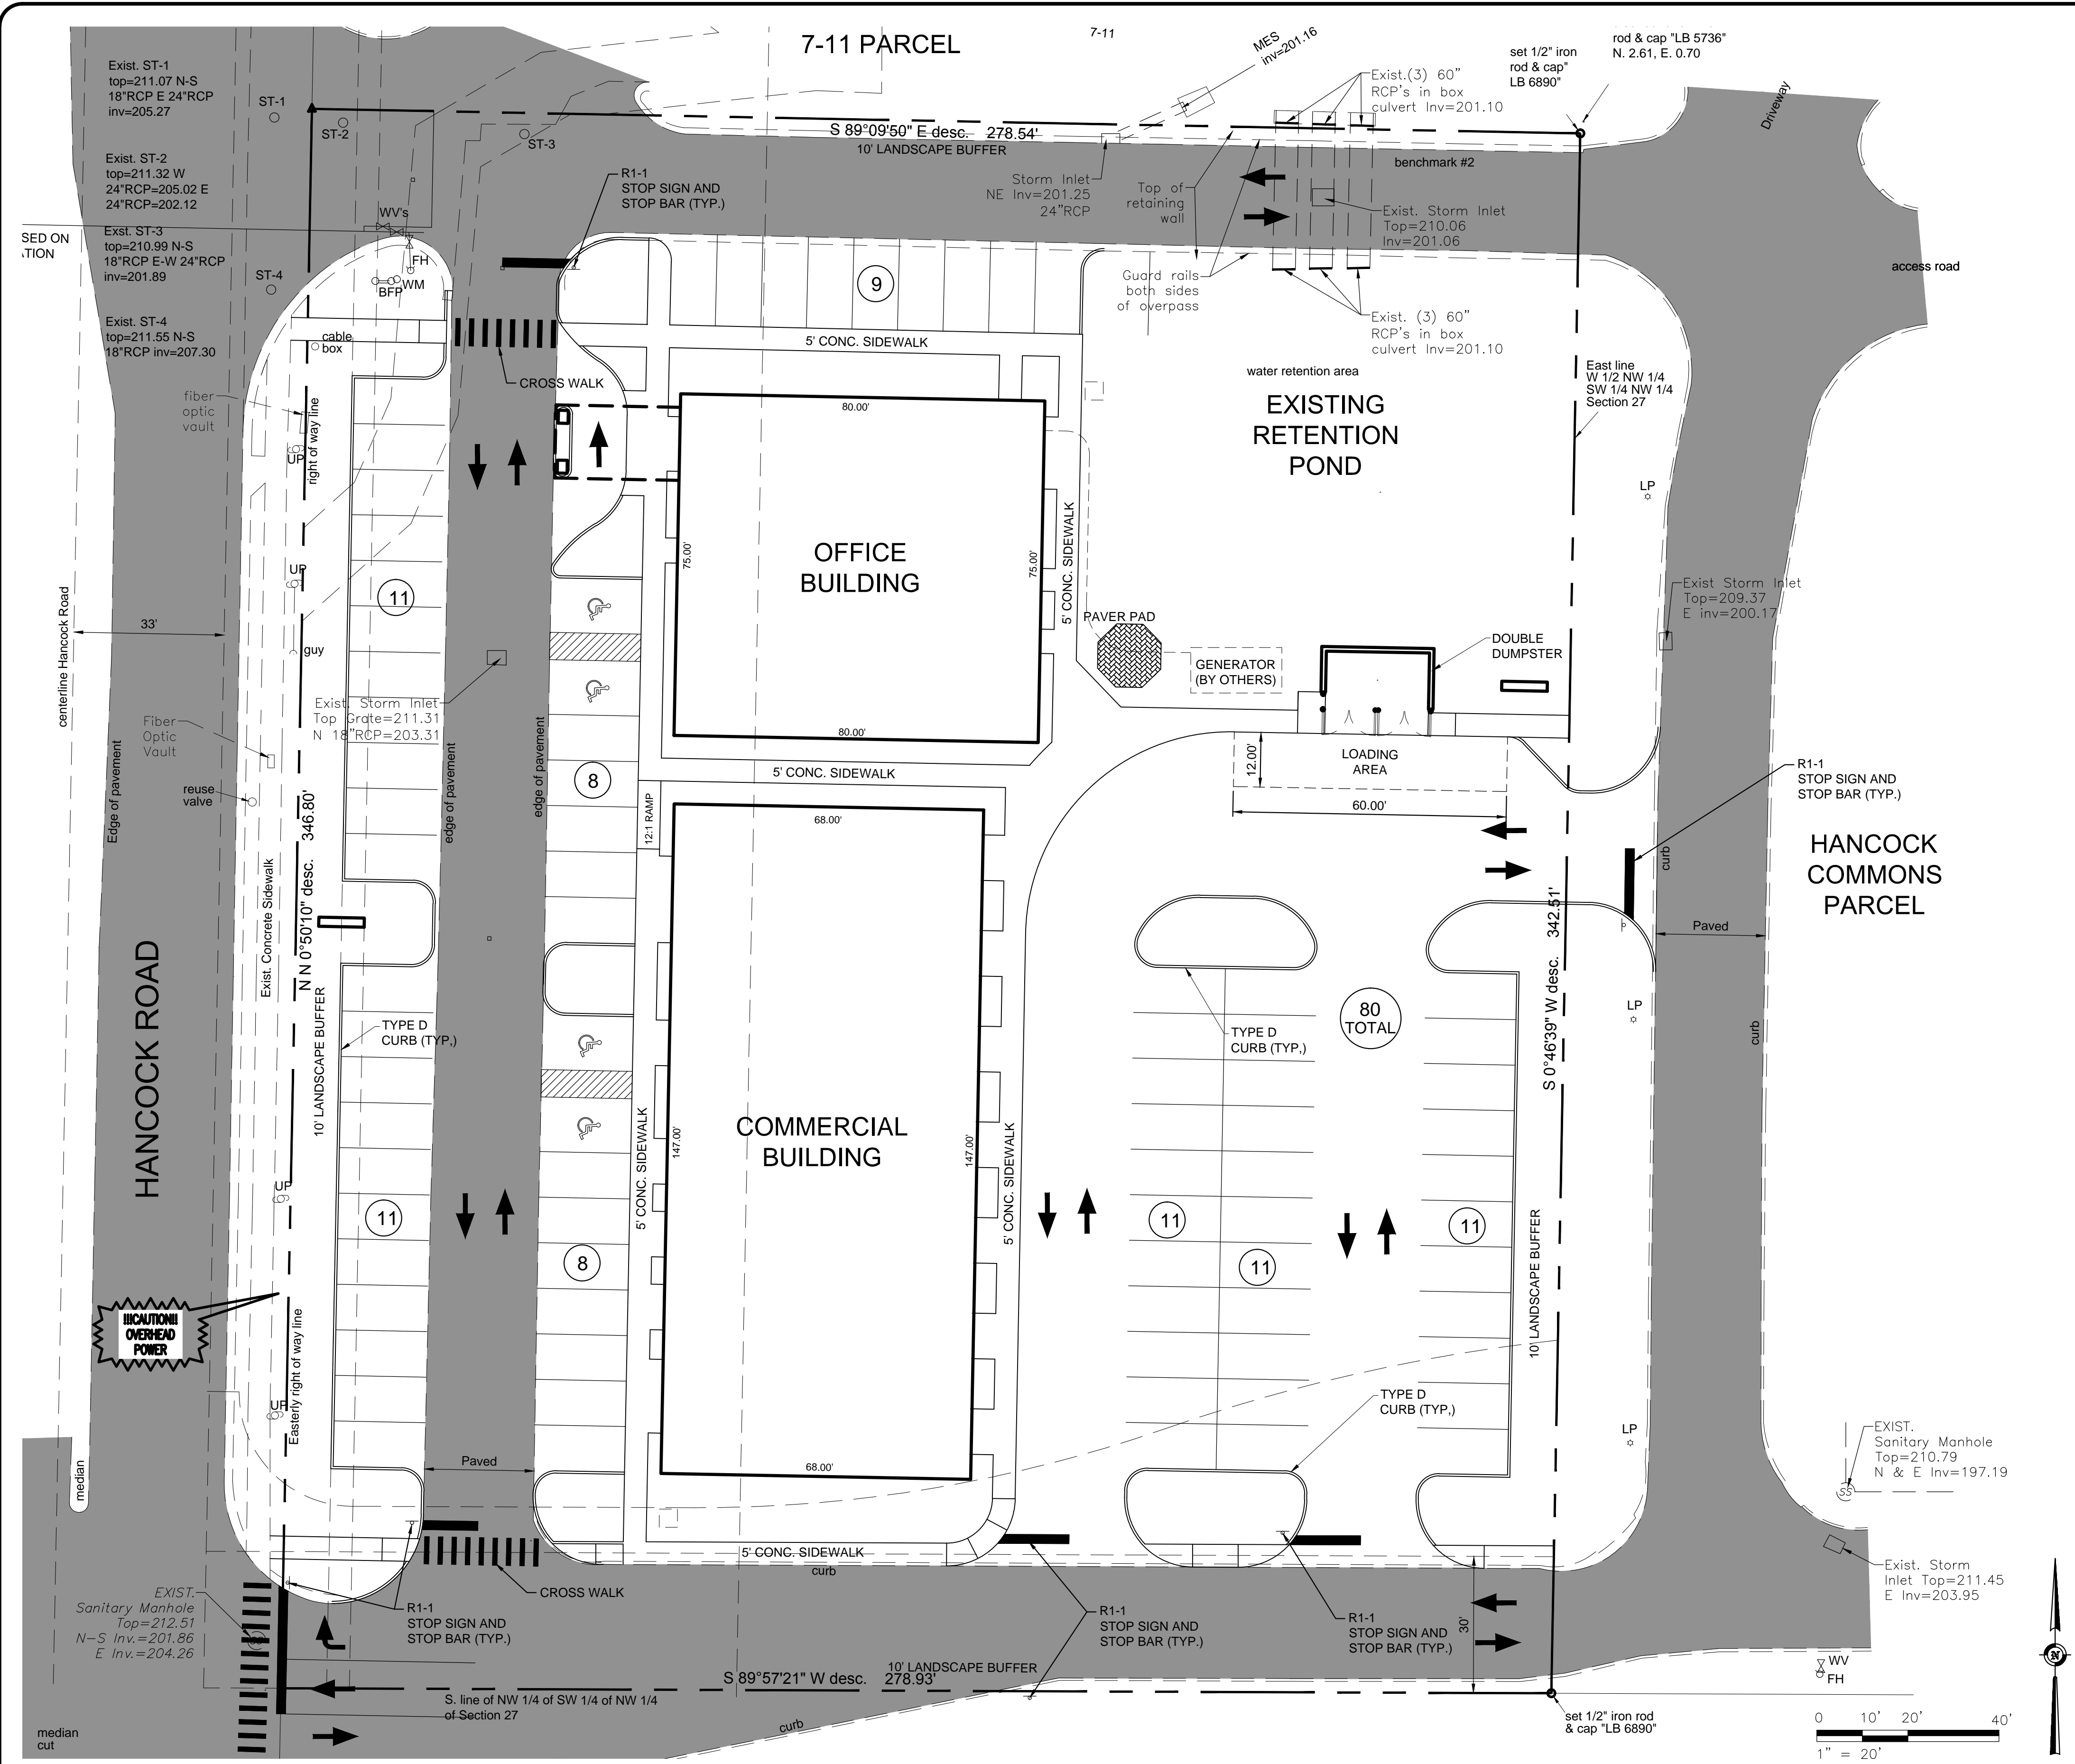 7-11 PARCEL
7-11
MES
inv=201.16
rod & cap "LB 5736"
N. 2.61, E. 0.70
set 1/2" iron
rod & cap"
LB 6890"
Exist. ST-1
top=211.07 N-S
18"RCP E 24"RCP
inv=205.27
ST-1
ST-2
ST-3
Exist.(3) 60"
RCP's in box
culvert Inv=201.10
Driveway
S 89°09'50" E desc. 278.54'
10' LANDSCAPE BUFFER
benchmark #2
Exist. ST-2
top=211.32 W
24"RCP=205.02 E
24"RCP=202.12
R1-1
STOP SIGN AND
STOP BAR (TYP.)
Storm Inlet
NE Inv=201.25
24"RCP
Top of
retaining
wall
Exist. Storm Inlet
Top=210.06
Inv=201.06
WV's
SED ON
TION
Exst. ST-3
top=210.99 N-S
18"RCP E-W 24"RCP
inv=201.89
ST-4
FH
WM
BFP
9
Guard rails
both sides
of overpass
access road
Exist. ST-4
top=211.55 N-S
18"RCP inv=207.30
cable
box
Exist. (3) 60"
RCP's in box
culvert Inv=201.10
5' CONC. SIDEWALK
CROSS WALK
water retention area
East line
W 1/2 NW 1/4
SW 1/4 NW 1/4
Section 27
fiber
optic
vault
right of way line
UP
80.00'
EXISTING
RETENTION
POND
LP
OFFICE
BUILDING
75.00'
75.00'
5' CONC. SIDEWALK
UP
11
centerline Hancock Road
33'
guy
PAVER PAD
GENERATOR
(BY OTHERS)
DOUBLE
DUMPSTER
Exist Storm Inlet
Top=209.37
E inv=200.17
Exist. Storm Inlet
Top Grate=211.31
N 18"RCP=203.31
Fiber
Optic
Vault
80.00'
5' CONC. SIDEWALK
8
12.00'
LOADING
AREA
60.00'
R1-1
STOP SIGN AND
STOP BAR (TYP.)
reuse
valve
Edge of pavement
edge of pavement
edge of pavement
12:1 RAMP
68.00'
HANCOCK
COMMONS
PARCEL
curb
N N 0°50'10" desc. 346.80'
Exist. Concrete Sidewalk
S 0°46'39" W desc. 342.51'
Paved
HANCOCK ROAD
10' LANDSCAPE BUFFER
TYPE D
CURB (TYP,)
TYPE D
CURB (TYP,)
80
TOTAL
LP
curb
COMMERCIAL
BUILDING
147.00'
147.00'
5' CONC. SIDEWALK
5' CONC. SIDEWALK
UP
11
8
11
11
11
10' LANDSCAPE BUFFER
!!!CAUTION!!!
OVERHEAD
POWER
Easterly right of way line
UP
TYPE D
CURB (TYP,)
LP
EXIST.
Sanitary Manhole
Top=210.79
N & E Inv=197.19
SS
median
Paved
68.00'
5' CONC. SIDEWALK
curb
CROSS WALK
EXIST.
Sanitary Manhole
Top=212.51
N-S Inv.=201.86
E Inv.=204.26
R1-1
STOP SIGN AND
STOP BAR (TYP.)
R1-1
STOP SIGN AND
STOP BAR (TYP.)
R1-1
STOP SIGN AND
STOP BAR (TYP.)
30'
Exist. Storm
Inlet Top=211.45
E Inv=203.95
N
WV
FH
10' LANDSCAPE BUFFER
S 89°57'21" W desc. 278.93'
S. line of NW 1/4 of SW 1/4 of NW 1/4
of Section 27
curb
median
cut
set 1/2" iron rod
& cap "LB 6890"
0 10' 20' 40'
1" = 20'